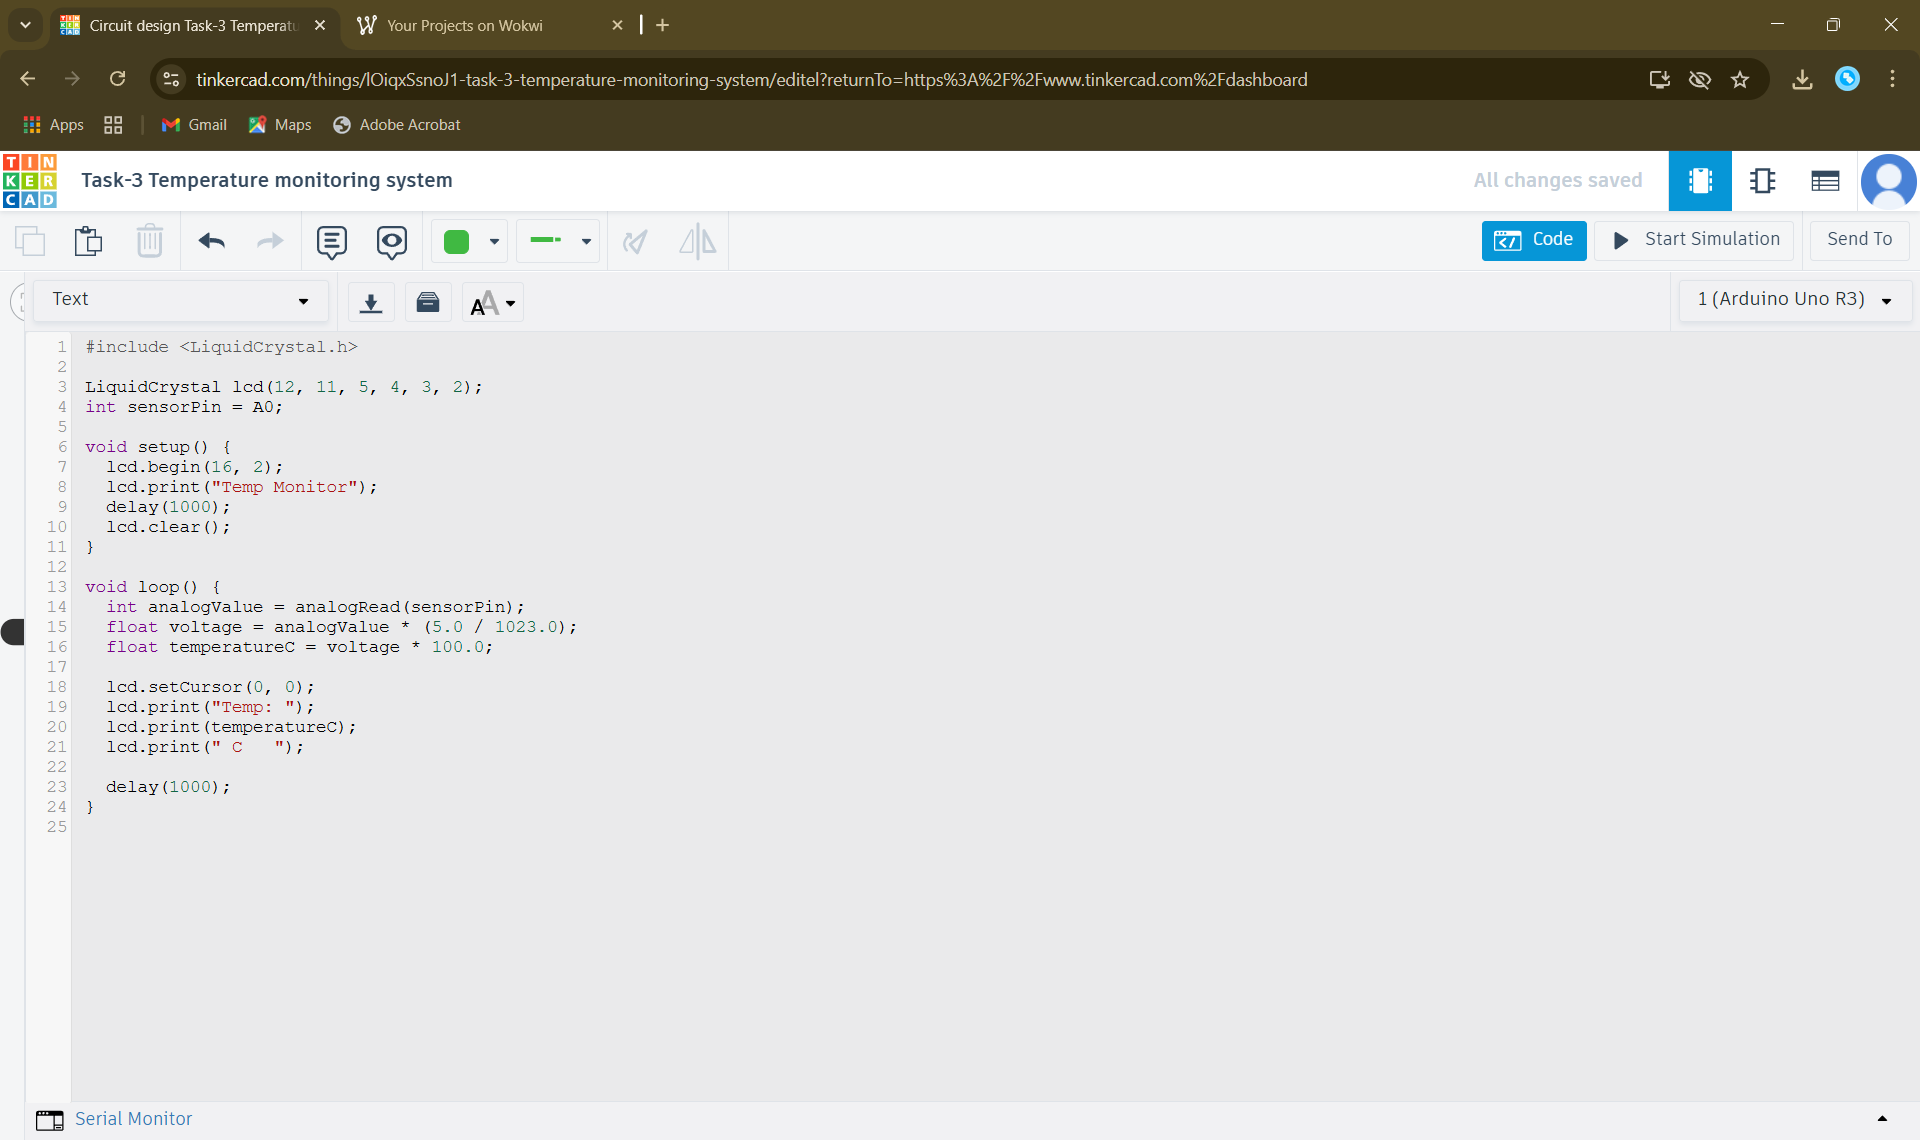 Circuit design Task-3 Temperatu
Your Projects on Wokwi
tinkercad.com/things/lOiqxSsnoJ1-task-3-temperature-monitoring-system/editel?returnTo=https%3A%2F%2Fwww.tinkercad.com%2Fdashboard
Apps
Gmail
Maps
Adobe Acrobat
TIN
KER
CAD
Task-3 Temperature monitoring system
All changes saved
Code
Start Simulation
Send To
Text
1 (Arduino Uno R3)
1 #include <LiquidCrystal.h>
2
3 LiquidCrystal lcd(12, 11, 5, 4, 3, 2);
4 int sensorPin = A0;
5
6 void setup() {
7   lcd.begin(16, 2);
8   lcd.print("Temp Monitor");
9   delay(1000);
10   lcd.clear();
11 }
12
13 void loop() {
14   int analogValue = analogRead(sensorPin);
15   float voltage = analogValue * (5.0 / 1023.0);
16   float temperatureC = voltage * 100.0;
17
18   lcd.setCursor(0, 0);
19   lcd.print("Temp: ");
20   lcd.print(temperatureC);
21   lcd.print(" C   ");
22
23   delay(1000);
24 }
25
Serial Monitor